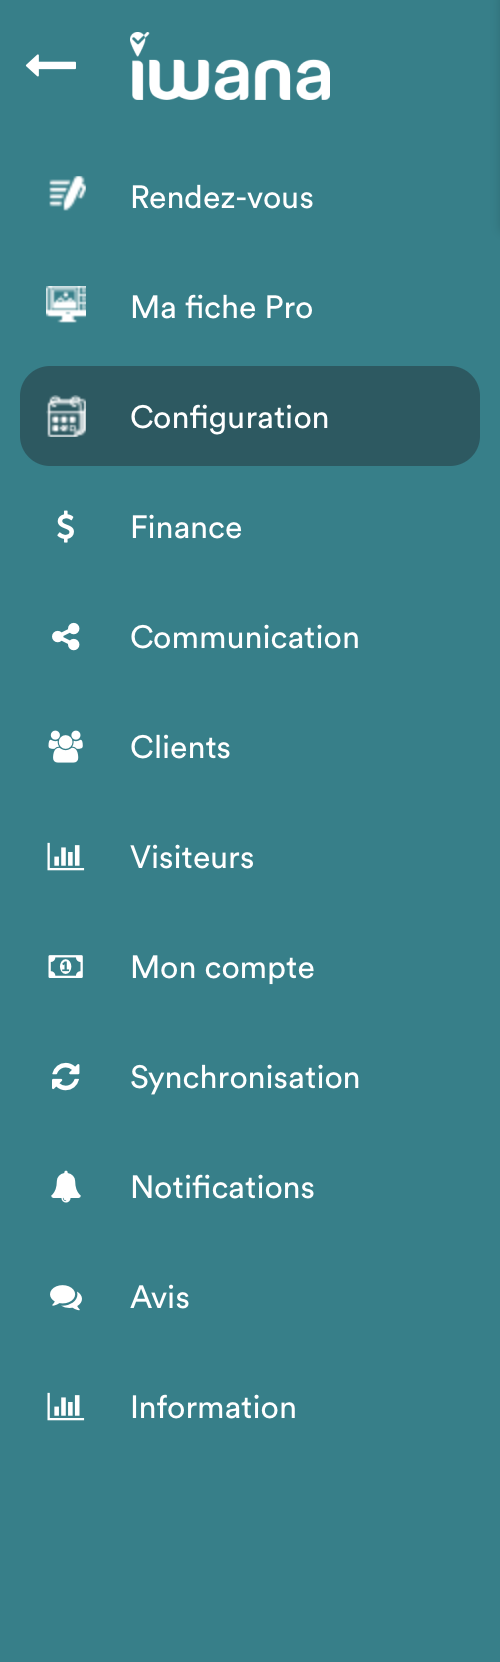 iwana
Rendez-vous
Ma fiche Pro
Configuration
Finance
Communication
Clients
Visiteurs
Mon compte
Synchronisation
Notifications
Avis
Information